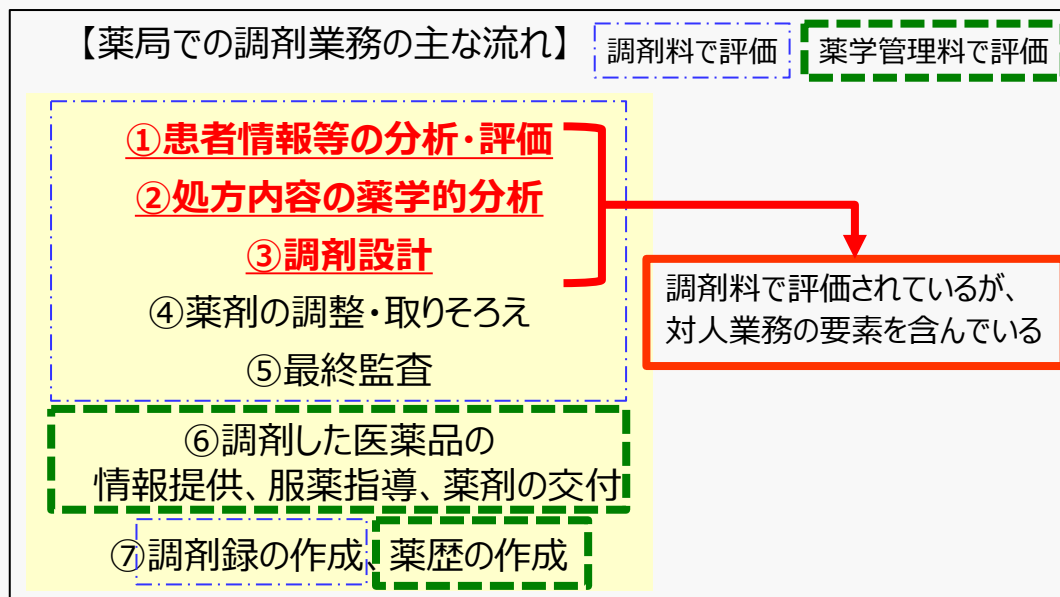 【薬局での調剤業務の主な流れ】
調剤料で評価
薬学管理料で評価
①患者情報等の分析・評価
②処方内容の薬学的分析
③調剤設計
④薬剤の調整・取りそろえ
⑤最終監査
調剤料で評価されているが、
対人業務の要素を含んでいる
⑥調剤した医薬品の
情報提供、服薬指導、薬剤の交付
⑦調剤録の作成、薬歴の作成